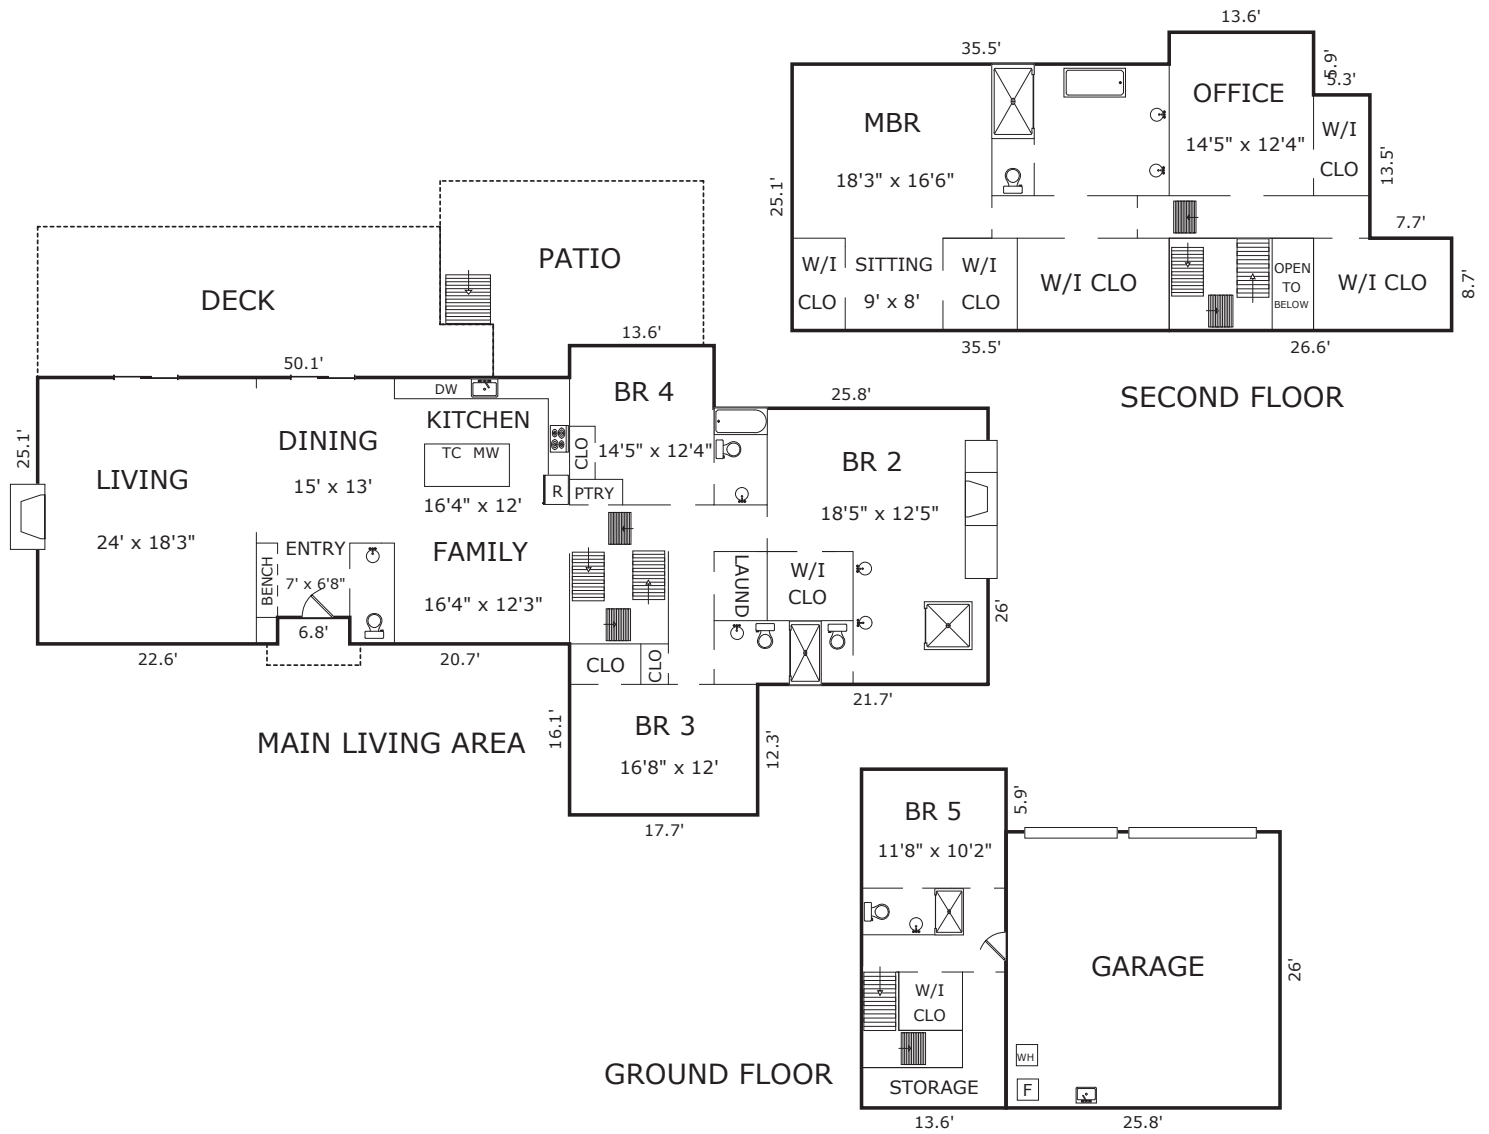 13.6'
35.5'
5.9'
5.3'
OFFICE
MBR
W/I
14'5" x 12'4"
CLO
13.5'
18'3" x 16'6"
25.1'
7.7'
W/I
SITTING
W/I
OPEN
W/I CLO
TO
W/I CLO
8.7'
CLO
9' x 8'
CLO
BELOW
35.5'
26.6'
SECOND FLOOR
PATIO
DECK
13.6'
50.1'
DW
BR 4
25.8'
KITCHEN
25.1'
DINING
TC MW
CLO
14'5" x 12'4"
BR 2
LIVING
15' x 13'
R
PTRY
16'4" x 12'
18'5" x 12'5"
24' x 18'3"
ENTRY
FAMILY
BENCH
7' x 6'8"
LAUND
W/I
CLO
16'4" x 12'3"
26'
6.8'
22.6'
20.7'
CLO
CLO
21.7'
MAIN LIVING AREA
16.1'
BR 3
12.3'
16'8" x 12'
17.7'
BR 5
5.9'
11'8" x 10'2"
GARAGE
26'
W/I
CLO
WH
GROUND FLOOR
STORAGE
F
13.6'
25.8'